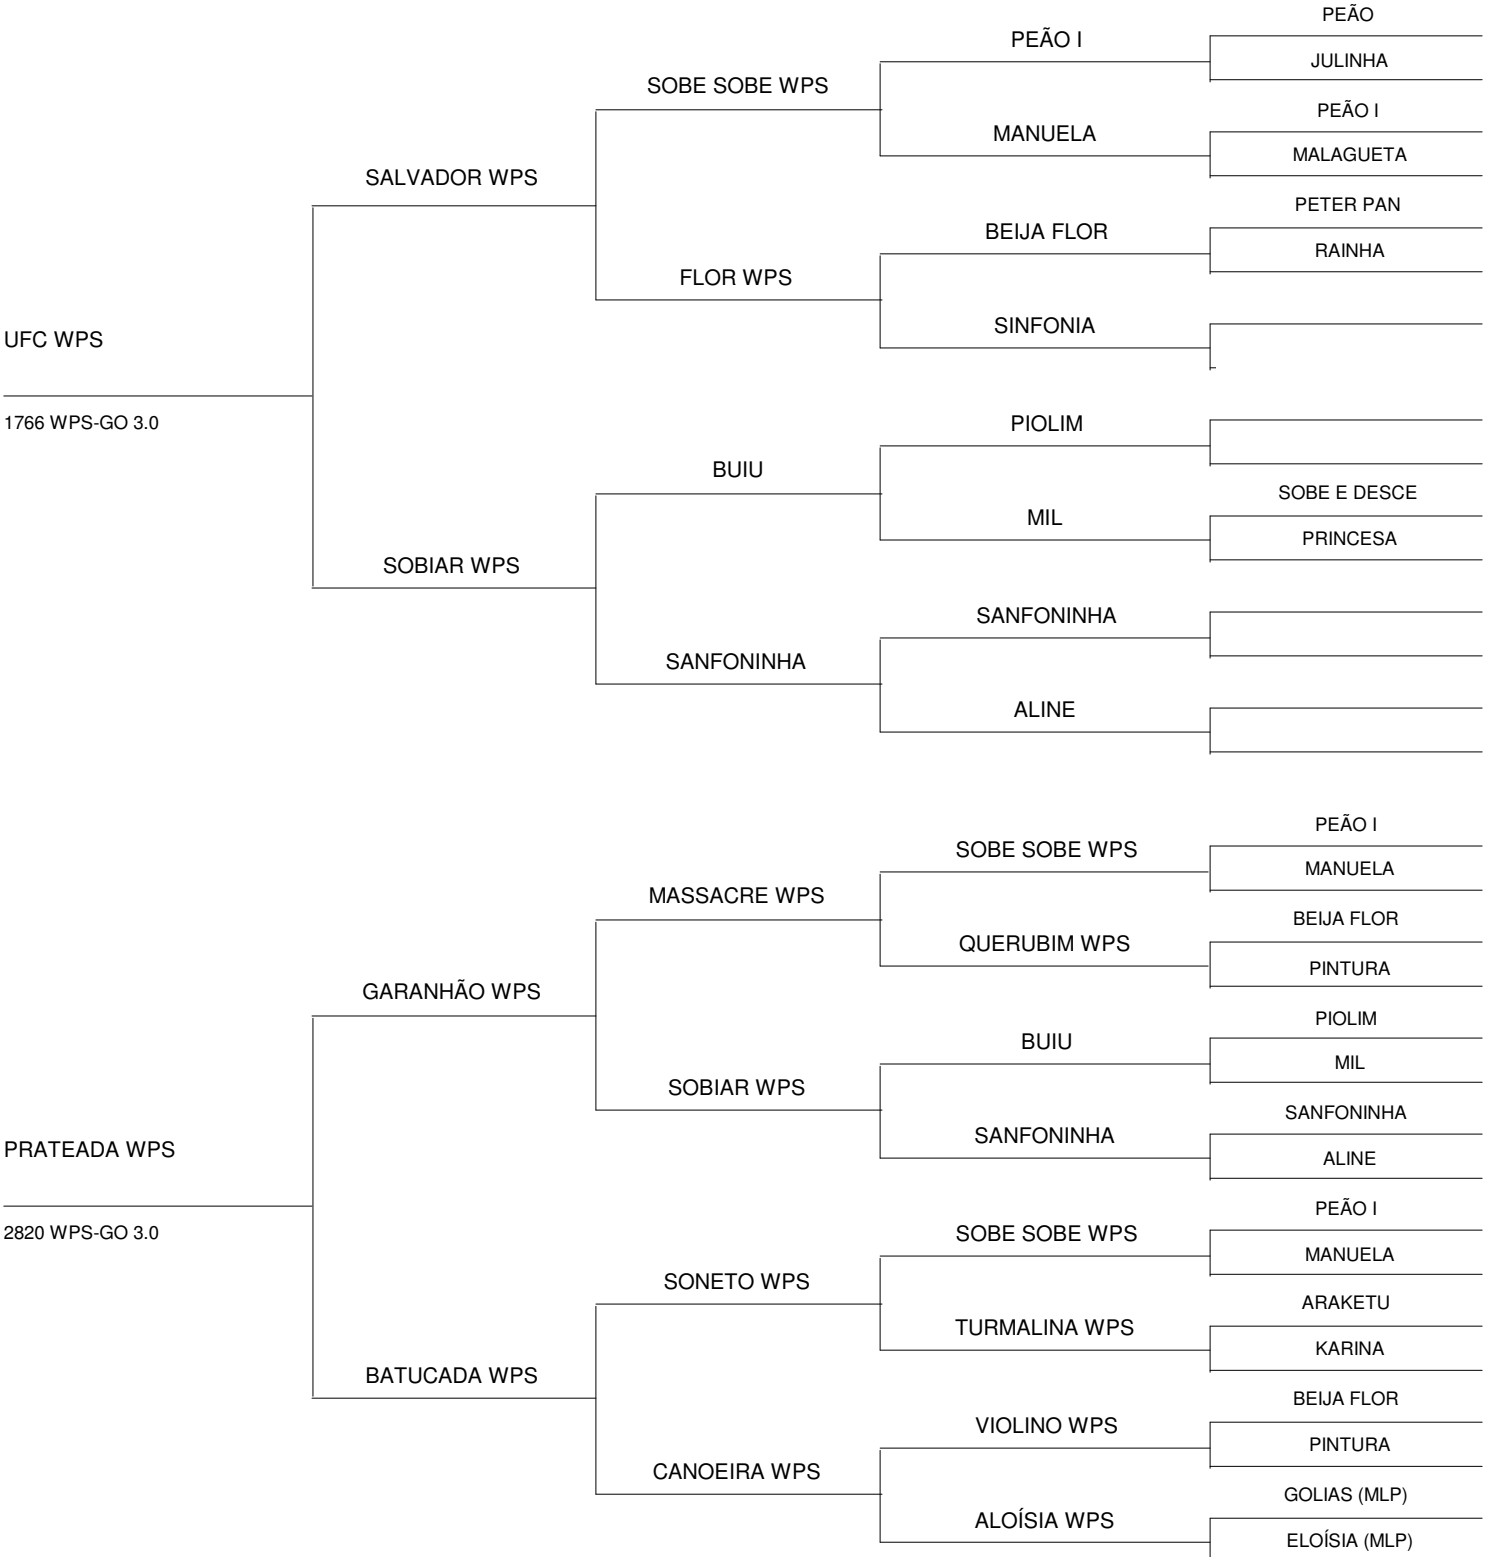 PEÃO
PEÃO I
JULINHA
SOBE SOBE WPS
PEÃO I
MANUELA
MALAGUETA
SALVADOR WPS
PETER PAN
BEIJA FLOR
RAINHA
FLOR WPS
SINFONIA
UFC WPS
1766 WPS-GO 3.0
PIOLIM
BUIU
SOBE E DESCE
MIL
PRINCESA
SOBIAR WPS
SANFONINHA
SANFONINHA
ALINE
PEÃO I
SOBE SOBE WPS
MANUELA
MASSACRE WPS
BEIJA FLOR
QUERUBIM WPS
PINTURA
GARANHÃO WPS
PIOLIM
BUIU
MIL
SOBIAR WPS
SANFONINHA
SANFONINHA
ALINE
PRATEADA WPS
2820 WPS-GO 3.0
PEÃO I
SOBE SOBE WPS
MANUELA
SONETO WPS
ARAKETU
TURMALINA WPS
KARINA
BATUCADA WPS
BEIJA FLOR
VIOLINO WPS
PINTURA
CANOEIRA WPS
GOLIAS (MLP)
ALOÍSIA WPS
ELOÍSIA (MLP)